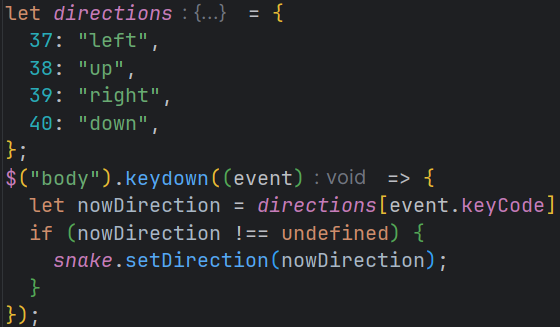 let directions : {...} = {
  37: "left",
  38: "up",
  39: "right",
  40: "down",
};
$("body").keydown((event) : void => {
  let nowDirection = directions[event.keyCode]
  if (nowDirection !== undefined) {
    snake.setDirection(nowDirection);
  }
});